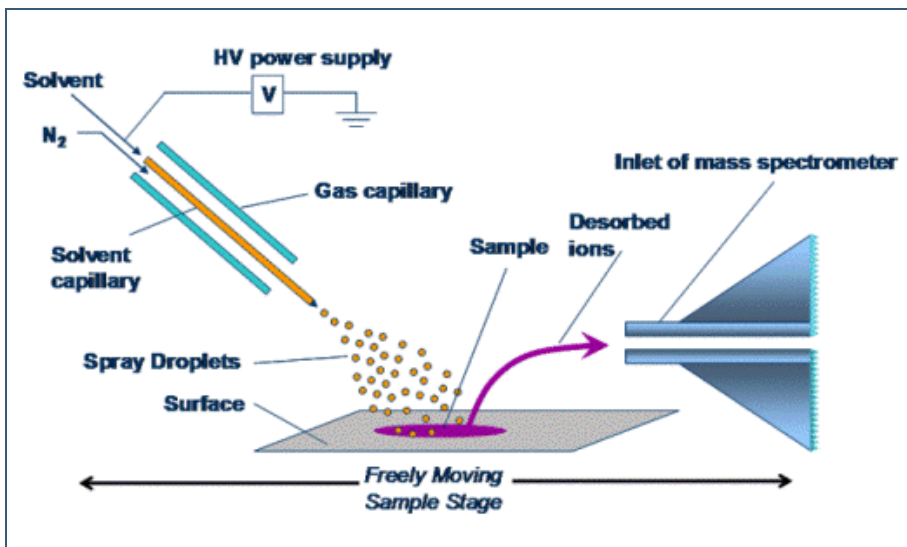 HV power supply
Solvent
V
N₂
Inlet of mass spectrometer
Gas capillary
Desorbed
ions
Sample
Solvent
capillary
Spray Droplets
Surface
Freely Moving
Sample Stage